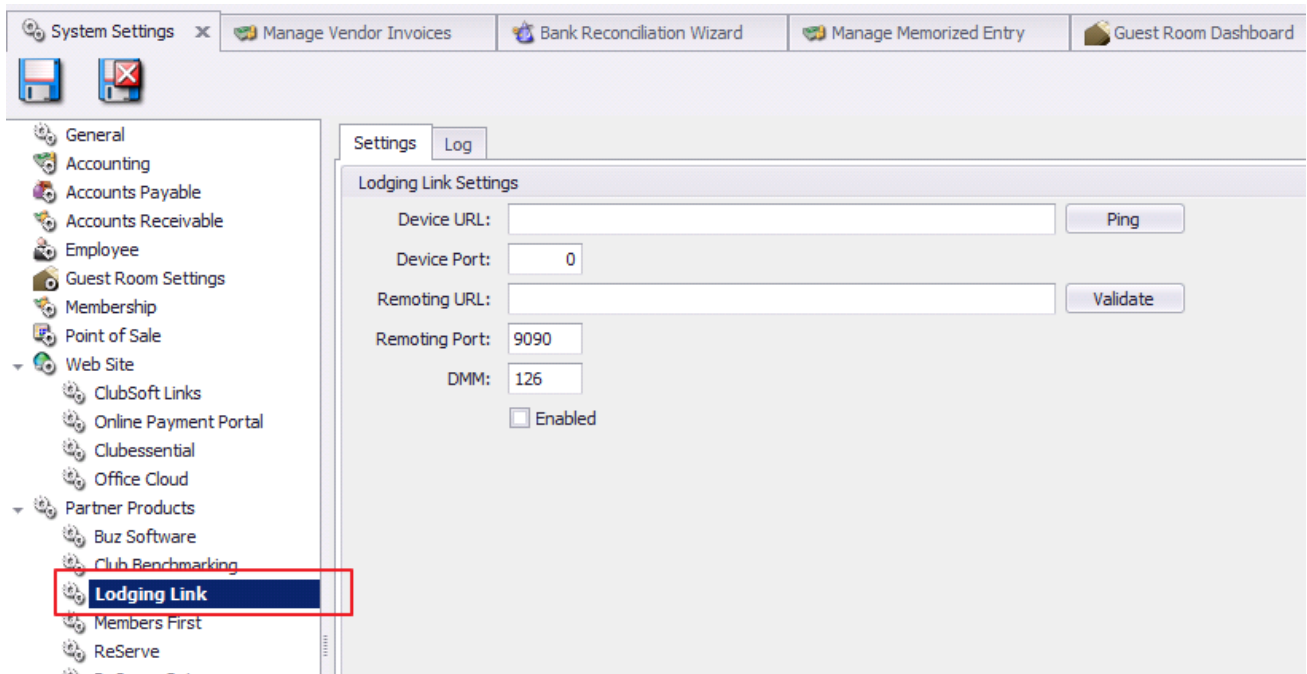 System Settings
Manage Vendor Invoices
Bank Reconciliation Wizard
Manage Memorized Entry
Guest Room Dashboard
General
Accounting
Accounts Payable
Accounts Receivable
Employee
Guest Room Settings
Membership
Point of Sale
Web Site
ClubSoft Links
Online Payment Portal
Clubessential
Office Cloud
Partner Products
Buz Software
Club Benchmarking
Lodging Link
Members First
ReServe
Settings
Log
Lodging Link Settings
Device URL:
Ping
Device Port: 0
Remoting URL:
Validate
Remoting Port: 9090
DMM: 126
Enabled